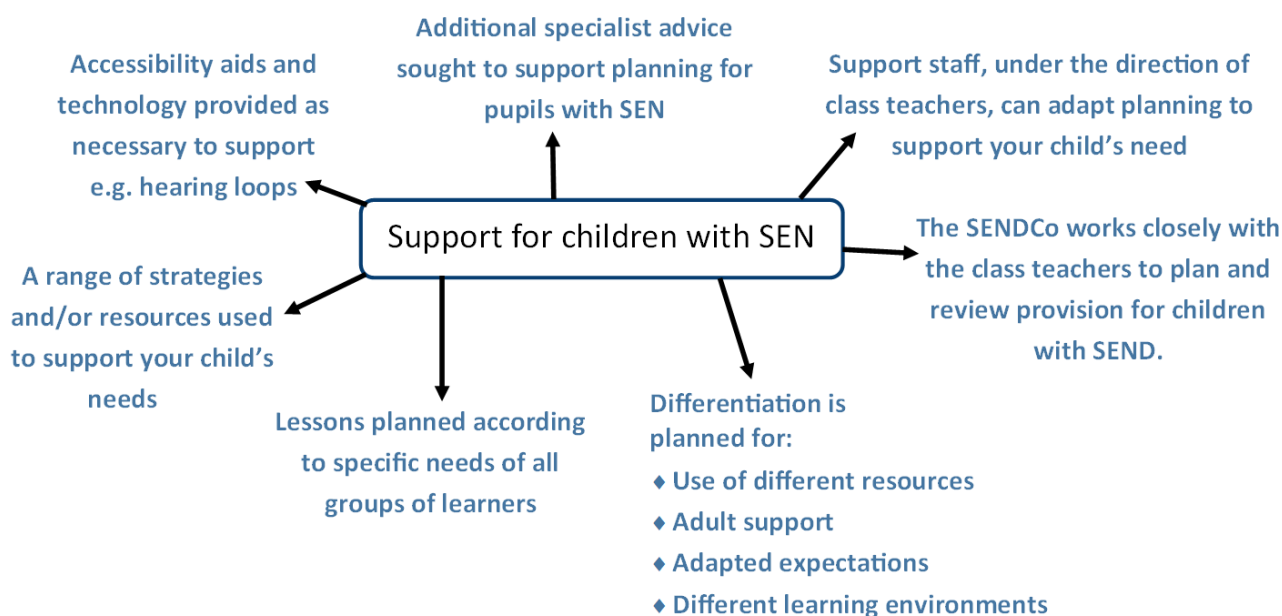 Additional specialist advice
sought to support planning for
pupils with SEN
Accessibility aids and
technology provided as
necessary to support
e.g. hearing loops
Support staff, under the direction of
class teachers, can adapt planning to
support your child’s need
Support for children with SEN
The SENDCo works closely with
the class teachers to plan and
review provision for children
with SEND.
A range of strategies
and/or resources used
to support your child’s
needs
Lessons planned according
to specific needs of all
groups of learners
Differentiation is
planned for:
♦ Use of different resources
♦ Adult support
♦ Adapted expectations
♦ Different learning environments